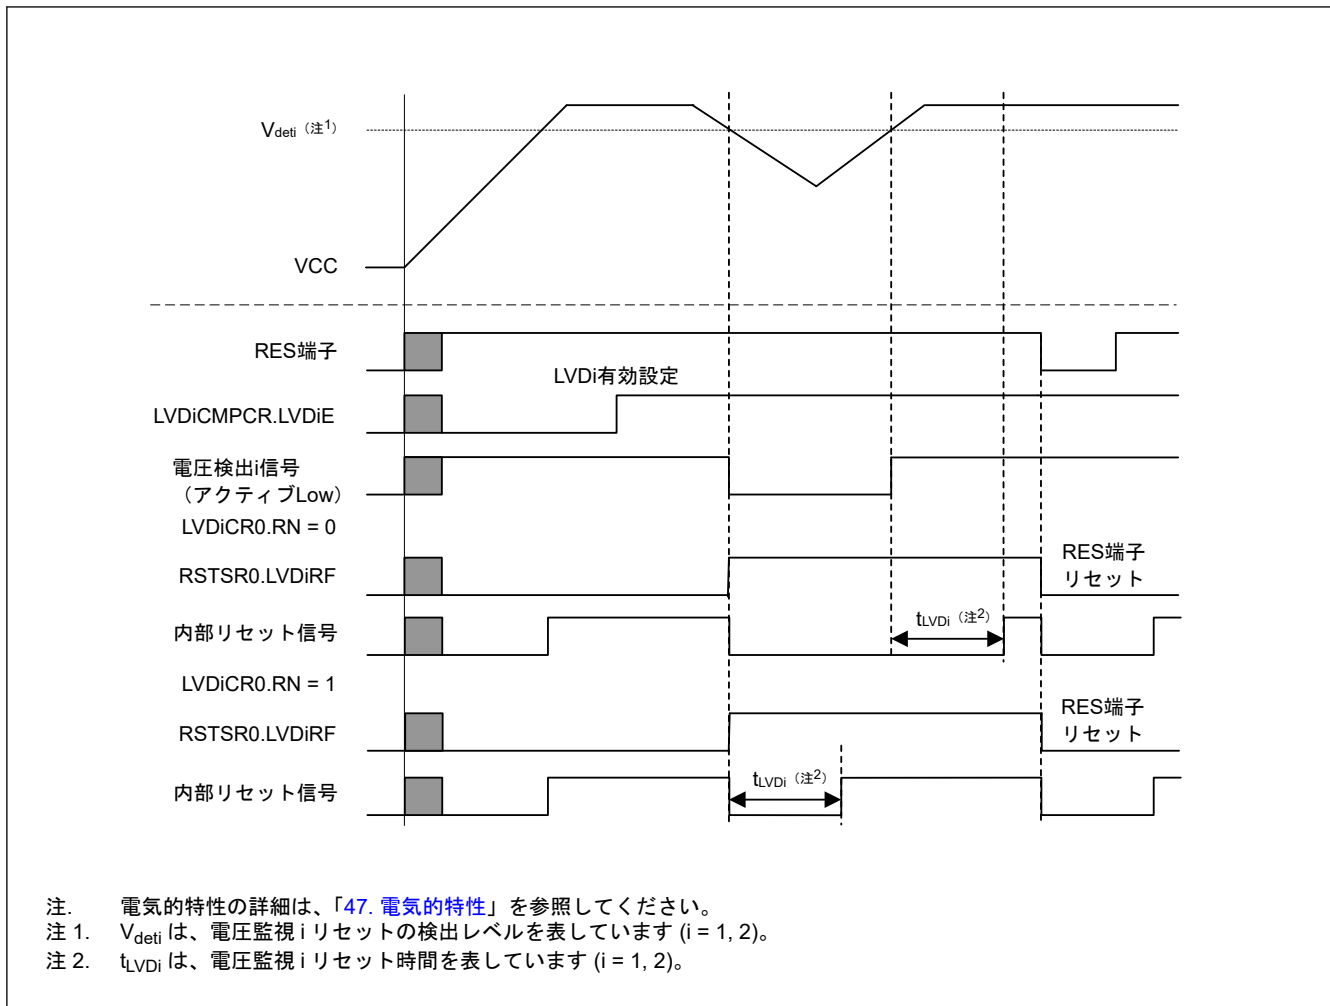 Vdeti（注1）
VCC
RES端子
LVDi有効設定
LVDiCMPCR.LVDiE
電圧検出i信号
（アクティブLow）
LVDiCR0.RN = 0
RSTSR0.LVDiRF
RES端子
リセット
内部リセット信号
tLVDi（注2）
LVDiCR0.RN = 1
RSTSR0.LVDiRF
RES端子
リセット
内部リセット信号
tLVDi（注2）
注. 電気的特性の詳細は、「47. 電気的特性」を参照してください。
注 1. Vdeti は、電圧監視 i リセットの検出レベルを表しています (i = 1, 2)。
注 2. tLVDi は、電圧監視 i リセット時間を表しています (i = 1, 2)。